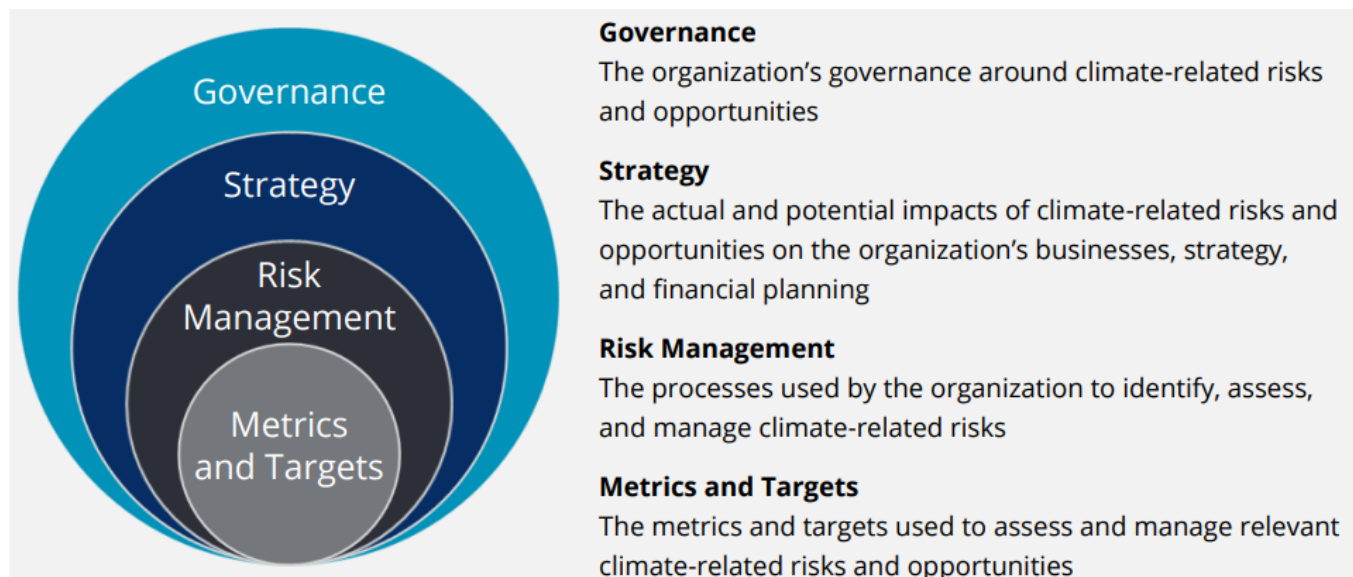 Governance
Strategy
Risk
Management
Metrics
and Targets
Governance
The organization’s governance around climate-related risks
and opportunities
Strategy
The actual and potential impacts of climate-related risks and
opportunities on the organization’s businesses, strategy,
and financial planning
Risk Management
The processes used by the organization to identify, assess,
and manage climate-related risks
Metrics and Targets
The metrics and targets used to assess and manage relevant
climate-related risks and opportunities